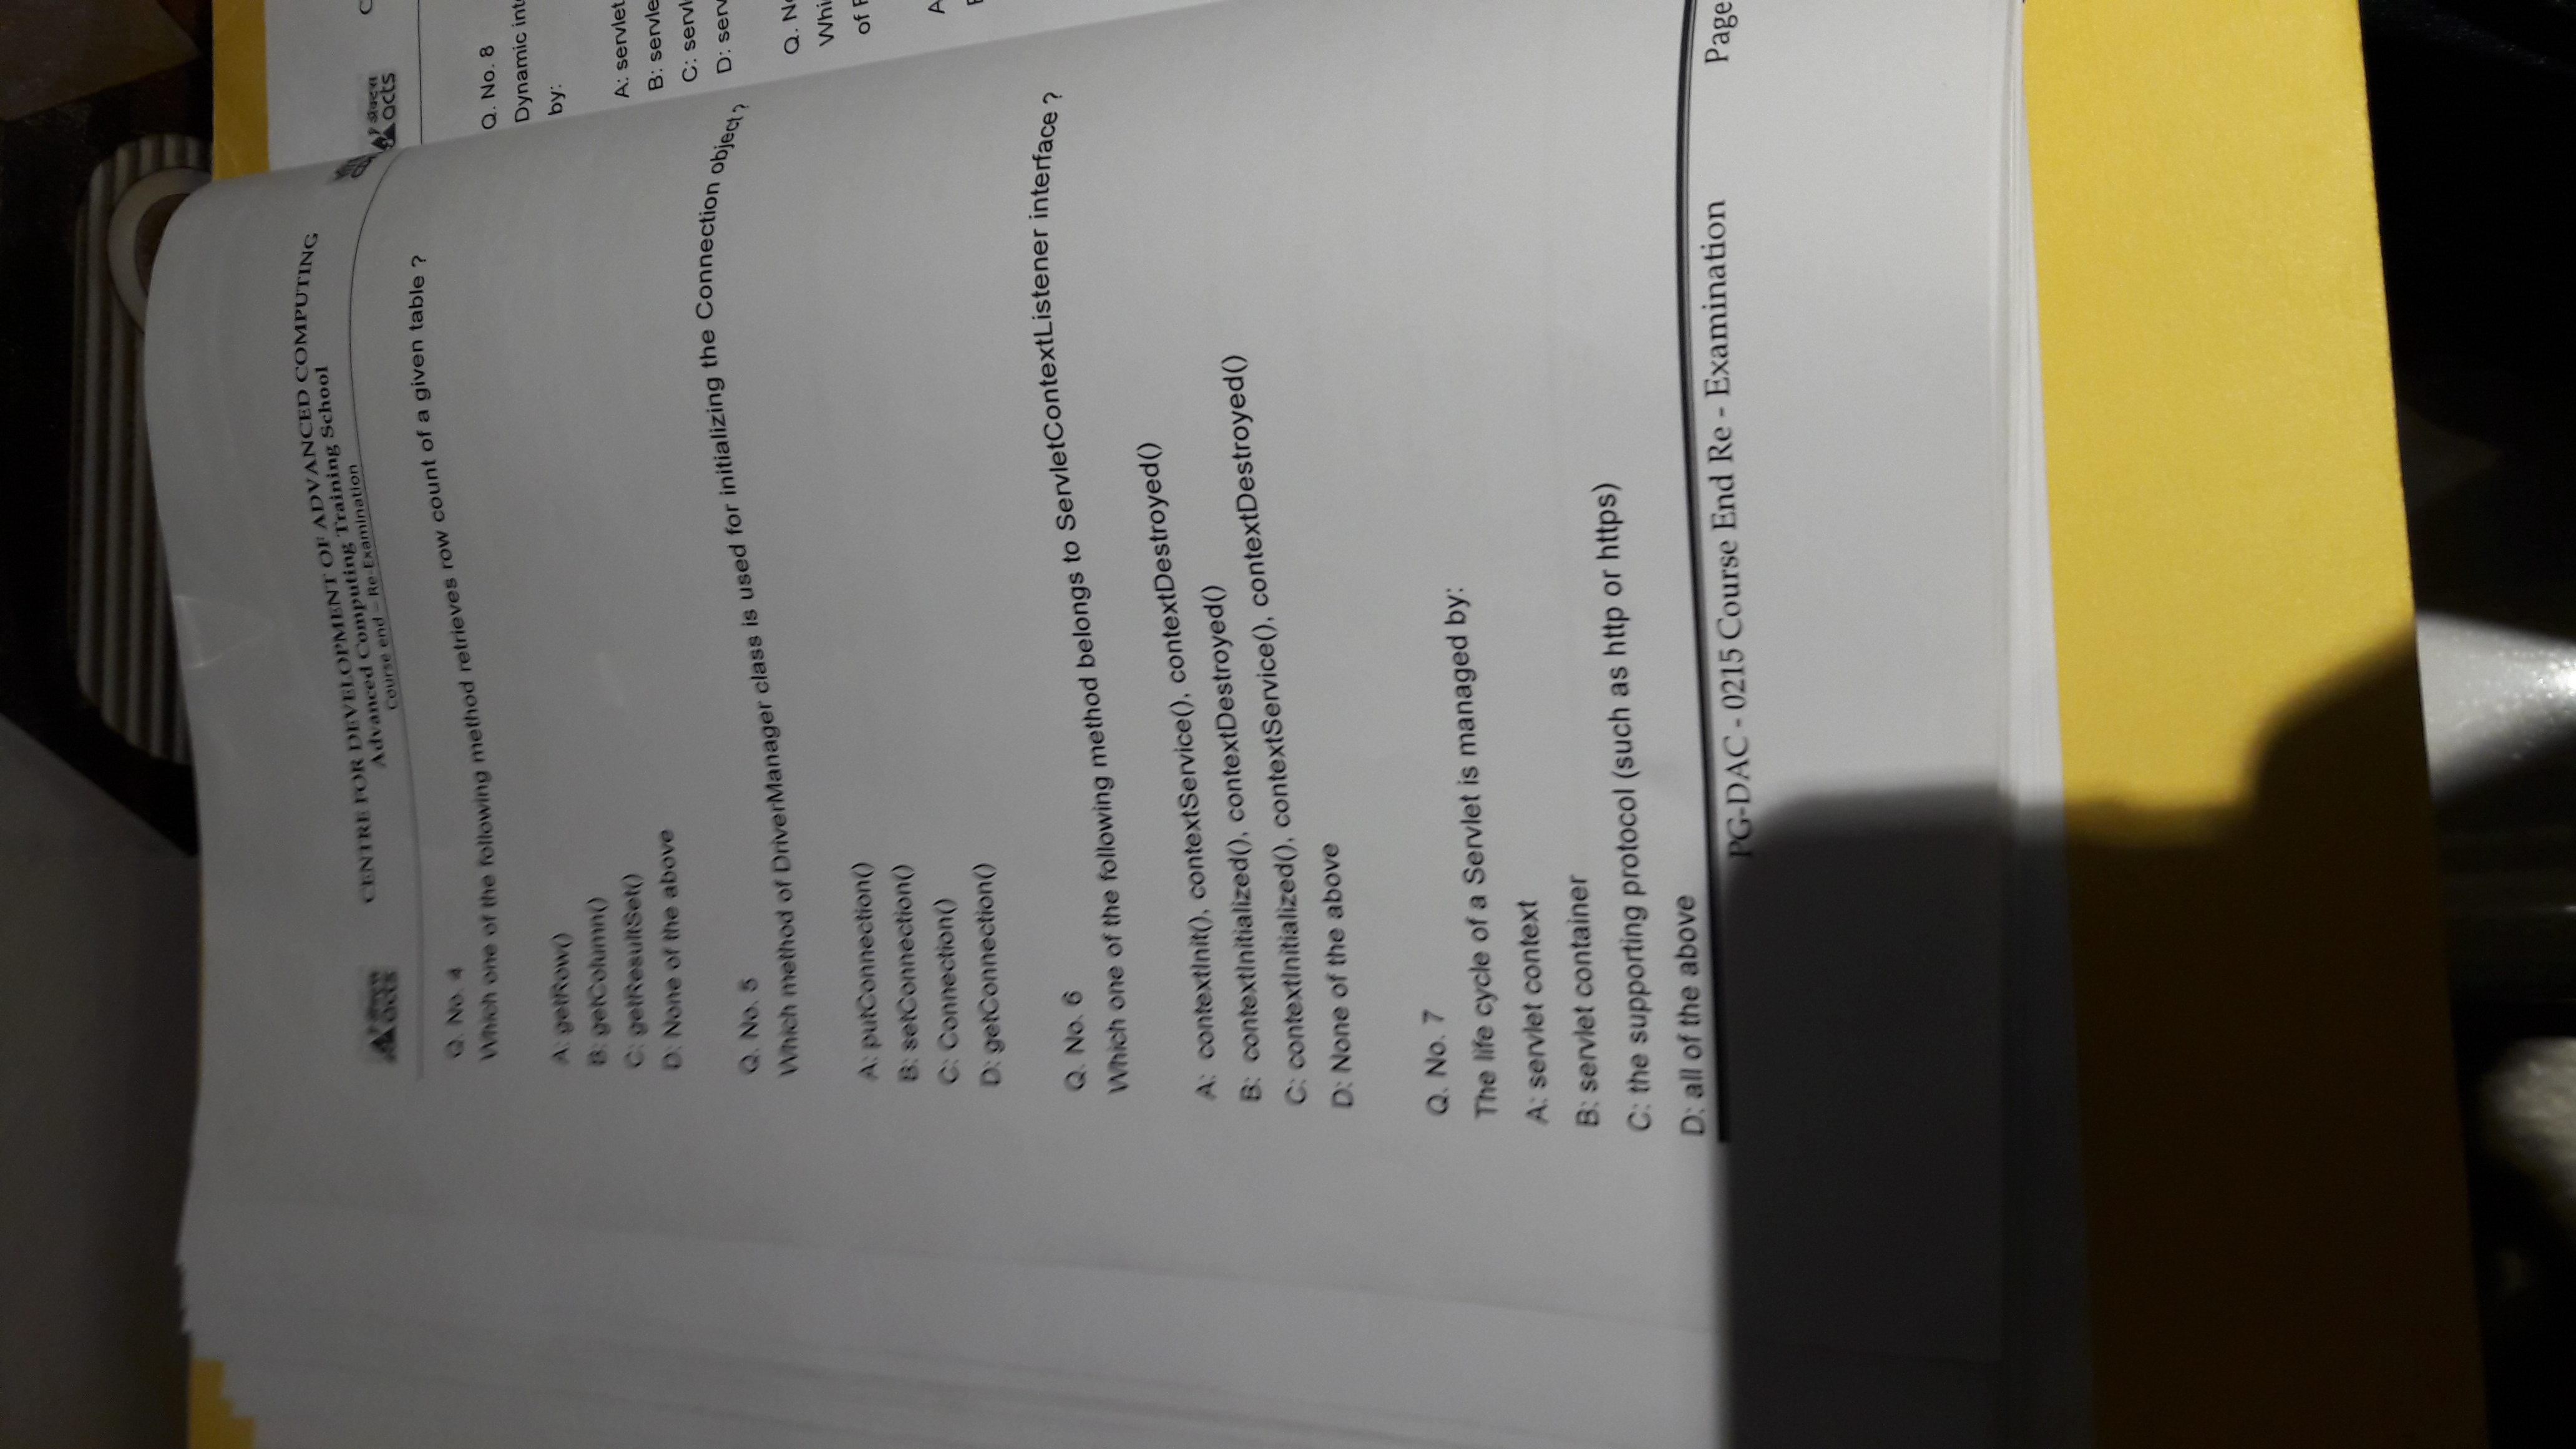 CENTRE FOR DEVELOPMENT OF ADVANCED COMPUTING
Advanced Computing Training School
Course end – Re-Examination
acts
Q. No. 4
Which one of the following method retrieves row count of a given table ?
A: getRow()
B: getColumn()
C: getResultSet()
D: None of the above
Q. No. 5
Which method of DriverManager class is used for initializing the Connection object ?
A: putConnection()
B: setConnection()
C: Connection()
D: getConnection()
Q. No. 6
Which one of the following method belongs to ServletContextListener interface ?
A: contextInit(), contextService(), contextDestroyed()
B: contextInitialized(), contextDestroyed()
C: contextInitialized(), contextService(), contextDestroyed()
D: None of the above
Q. No. 7
The life cycle of a Servlet is managed by:
A: servlet context
B: servlet container
C: the supporting protocol (such as http or https)
D: all of the above
PG-DAC - 0215 Course End Re - Examination Page
ऍक्टस
acts
Q. No. 8
Dynamic
by:
A: servlet
B:
C:
D:
Q.
of
A